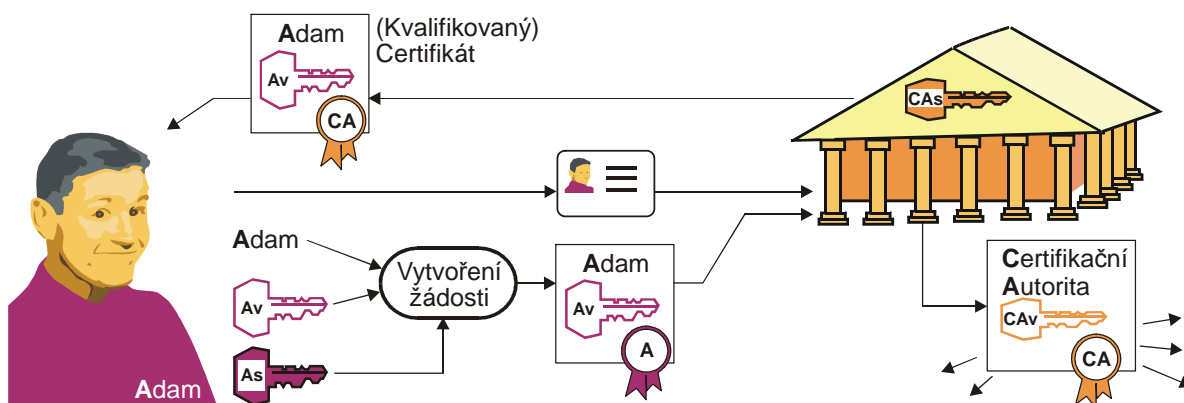 Adam
(Kvalifikovaný)
Certifikát
Av
CA
CAs
Adam
Av
As
Vytvoření
žádosti
Adam
Av
A
Certifikační
Autorita
CAv
CA
Adam